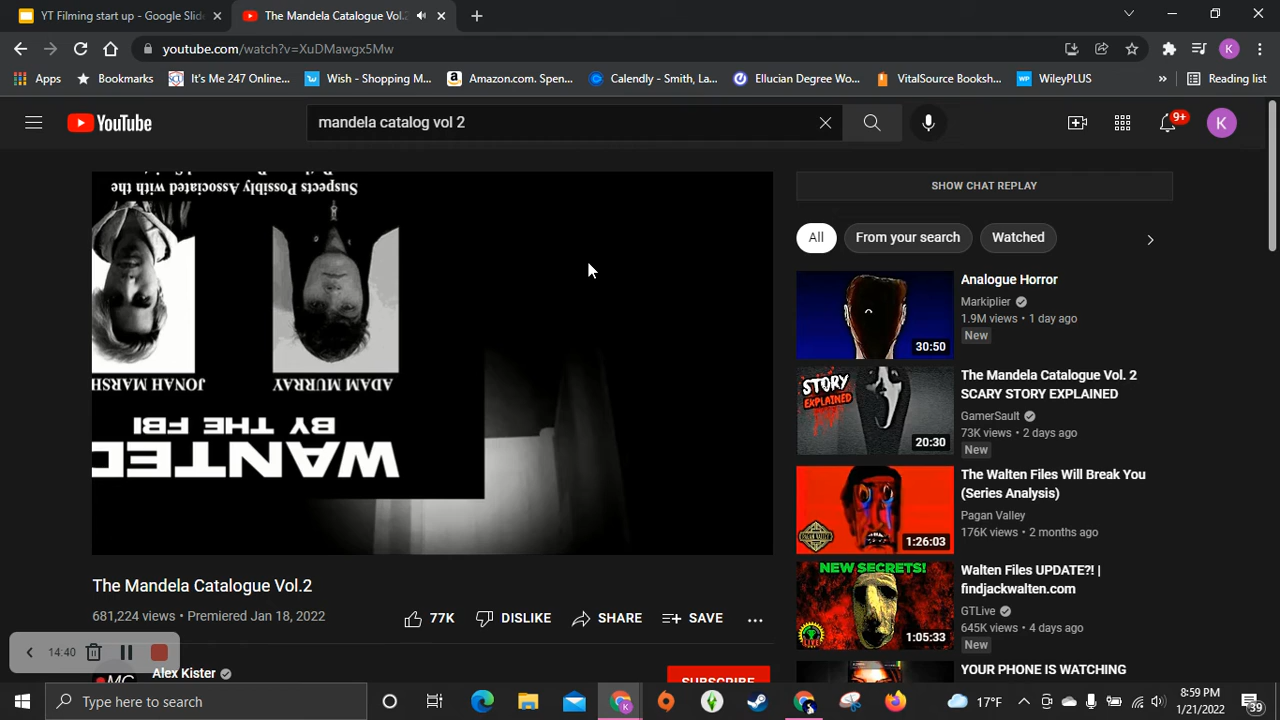 YT Filming start up - Google Slide
The Mandela Catalogue Vol.2
youtube.com/watch?v=XuDMawgx5Mw
Apps
Bookmarks
It's Me 247 Online...
Wish - Shopping M...
Amazon.com. Spen...
Calendly - Smith, La...
Ellucian Degree Wo...
VitalSource Booksh...
WileyPLUS
Reading list
YouTube
mandela catalog vol 2
9+
K
Suspects Possibly Associated with the
JONAH MARSH
ADAM MURRAY
BY THE FBI
WANTED
The Mandela Catalogue Vol.2
681,224 views • Premiered Jan 18, 2022
77K
DISLIKE
SHARE
SAVE
14:40
MC
Alex Kister
SUBSCRIBE
SHOW CHAT REPLAY
All
From your search
Watched
30:50
Analogue Horror
Markiplier
1.9M views • 1 day ago
New
STORY
EXPLAINED
20:30
The Mandela Catalogue Vol. 2
SCARY STORY EXPLAINED
GamerSault
73K views • 2 days ago
New
1:26:03
The Walten Files Will Break You
(Series Analysis)
Pagan Valley
176K views • 2 months ago
NEW SECRETS!
1:05:33
Walten Files UPDATE?! |
findjackwalten.com
GTLive
645K views • 4 days ago
New
YOUR PHONE IS WATCHING
Type here to search
17°F
8:59 PM
1/21/2022
39